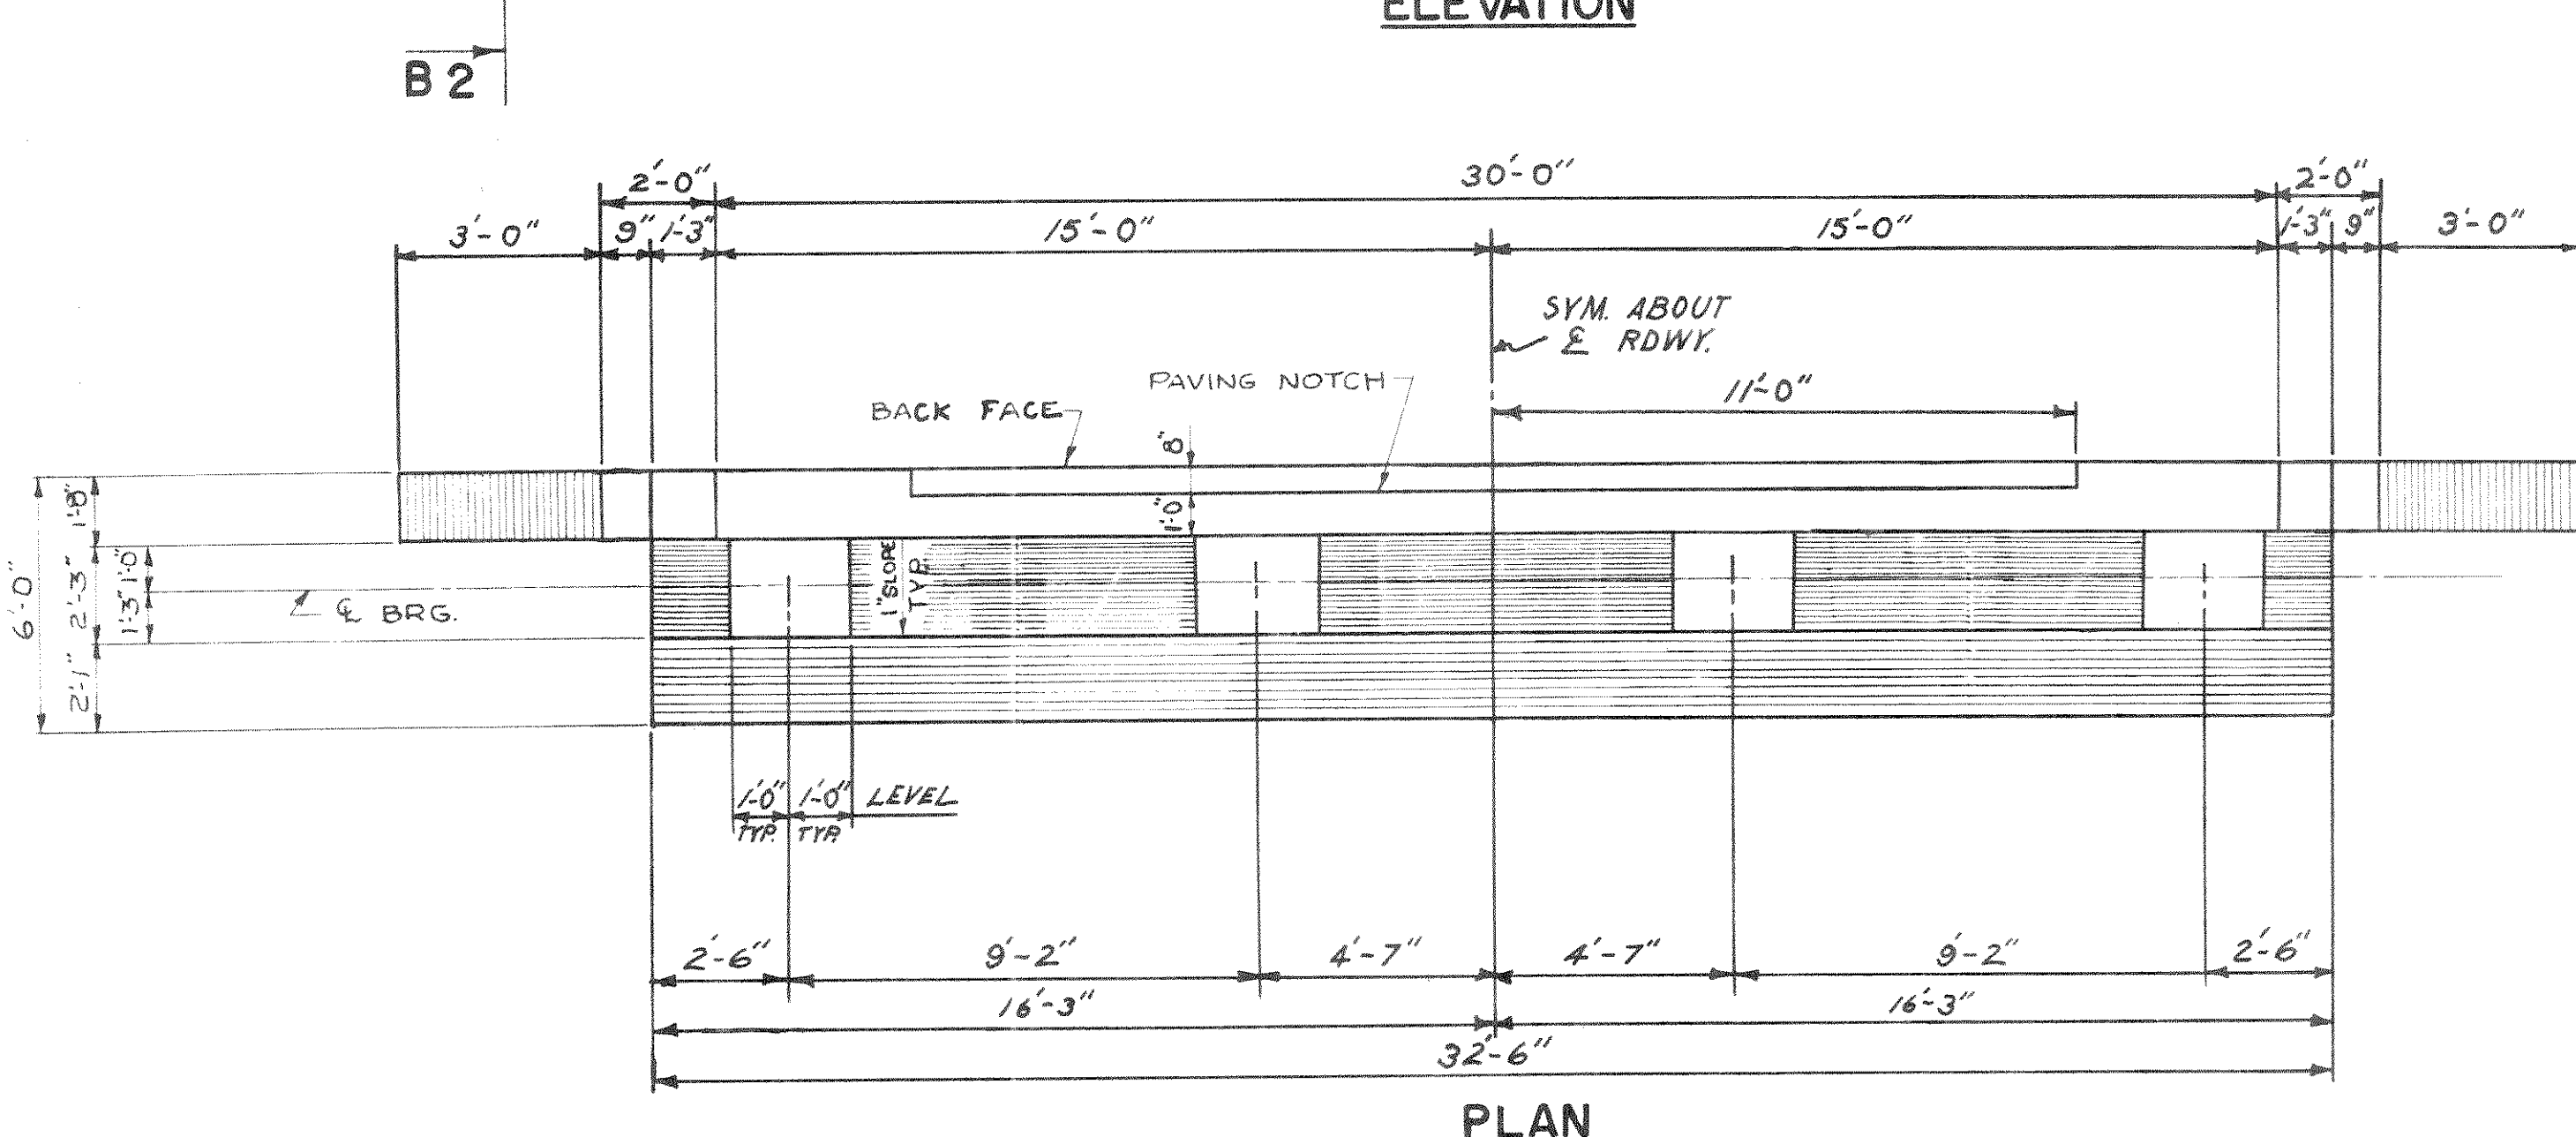 ELEVATION
B 2
2'-0"
30'-0"
2'-0"
3'-0"
9"
1'-3"
15'-0"
15'-0"
1'-3"
9"
3'-0"
SYM. ABOUT
℄ RDWY.
PAVING NOTCH
11'-0"
BACK FACE
8"
1'-0"
6'-0"
1'-8"
2'-3"
1'-0"
1'-3"
2'-1"
℄ BRG.
1" SLOPE
TYP.
1'-0"
1'-0"
LEVEL
TYP.
TYP.
2'-6"
9'-2"
4'-7"
4'-7"
9'-2"
2'-6"
16'-3"
16'-3"
32'-6"
PLAN